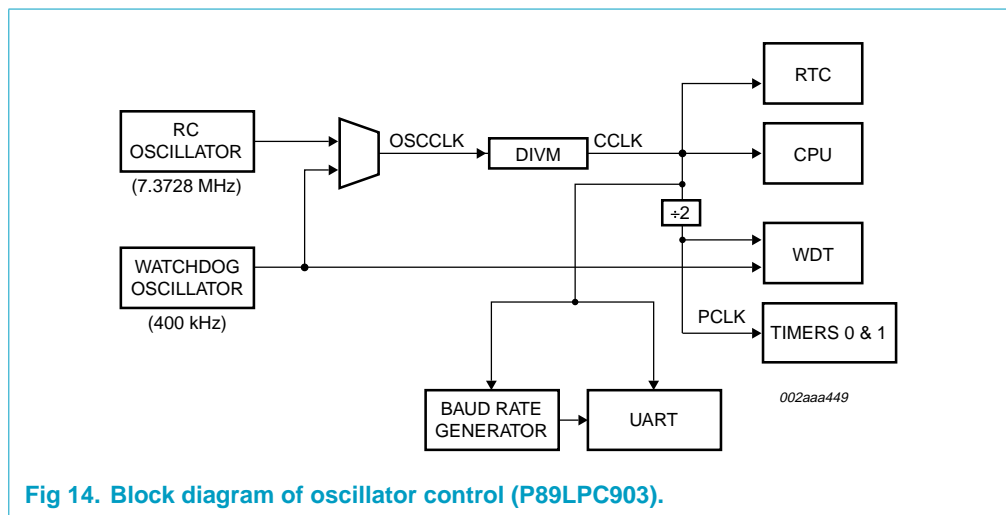 RTC
RC
OSCILLATOR
(7.3728 MHz)
OSCCLK
DIVM
CCLK
CPU
÷2
WATCHDOG
OSCILLATOR
(400 kHz)
WDT
PCLK
TIMERS 0 & 1
BAUD RATE
GENERATOR
UART
002aaa449
Fig 14. Block diagram of oscillator control (P89LPC903).